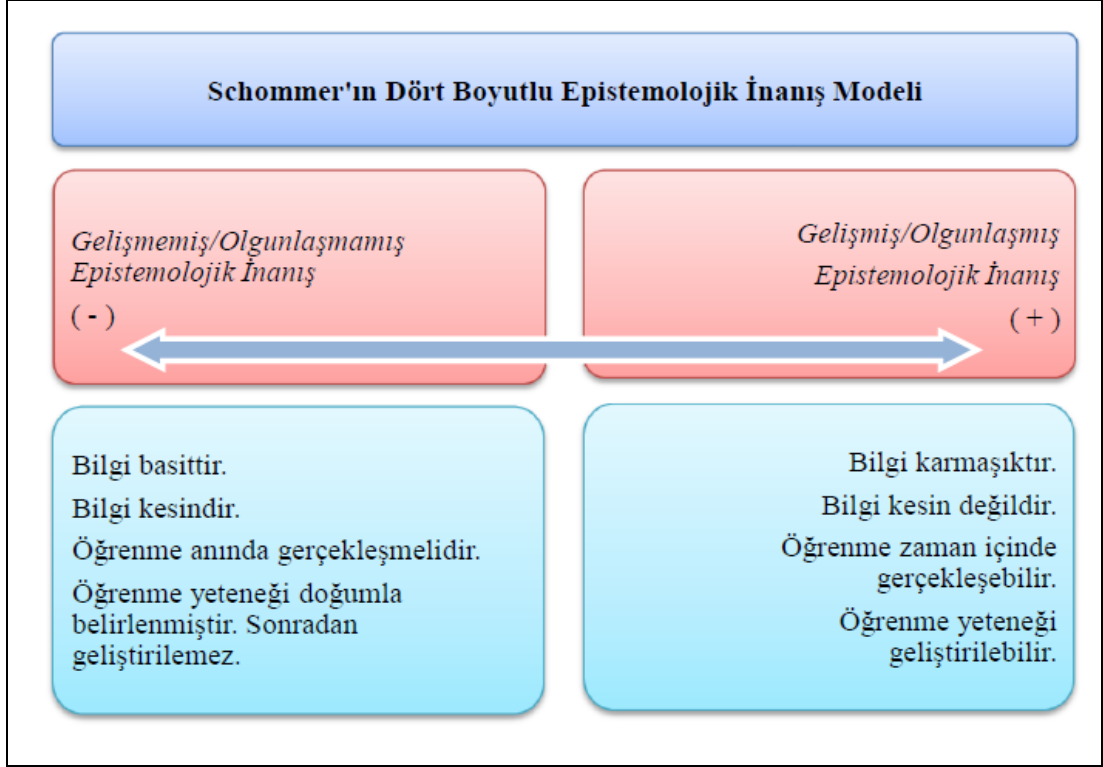 Schommer'ın Dört Boyutlu Epistemolojik İnanış Modeli
Gelişmemiş/Olgunlaşmamış
Epistemolojik İnanış
( - )
Gelişmiş/Olgunlaşmış
Epistemolojik İnanış
( + )
Bilgi basittir.
Bilgi kesindir.
Öğrenme anında gerçekleşmelidir.
Öğrenme yeteneği doğumla
belirlenmiştir. Sonradan
geliştirilemez.
Bilgi karmaşıktır.
Bilgi kesin değildir.
Öğrenme zaman içinde
gerçekleşebilir.
Öğrenme yeteneği
geliştirilebilir.